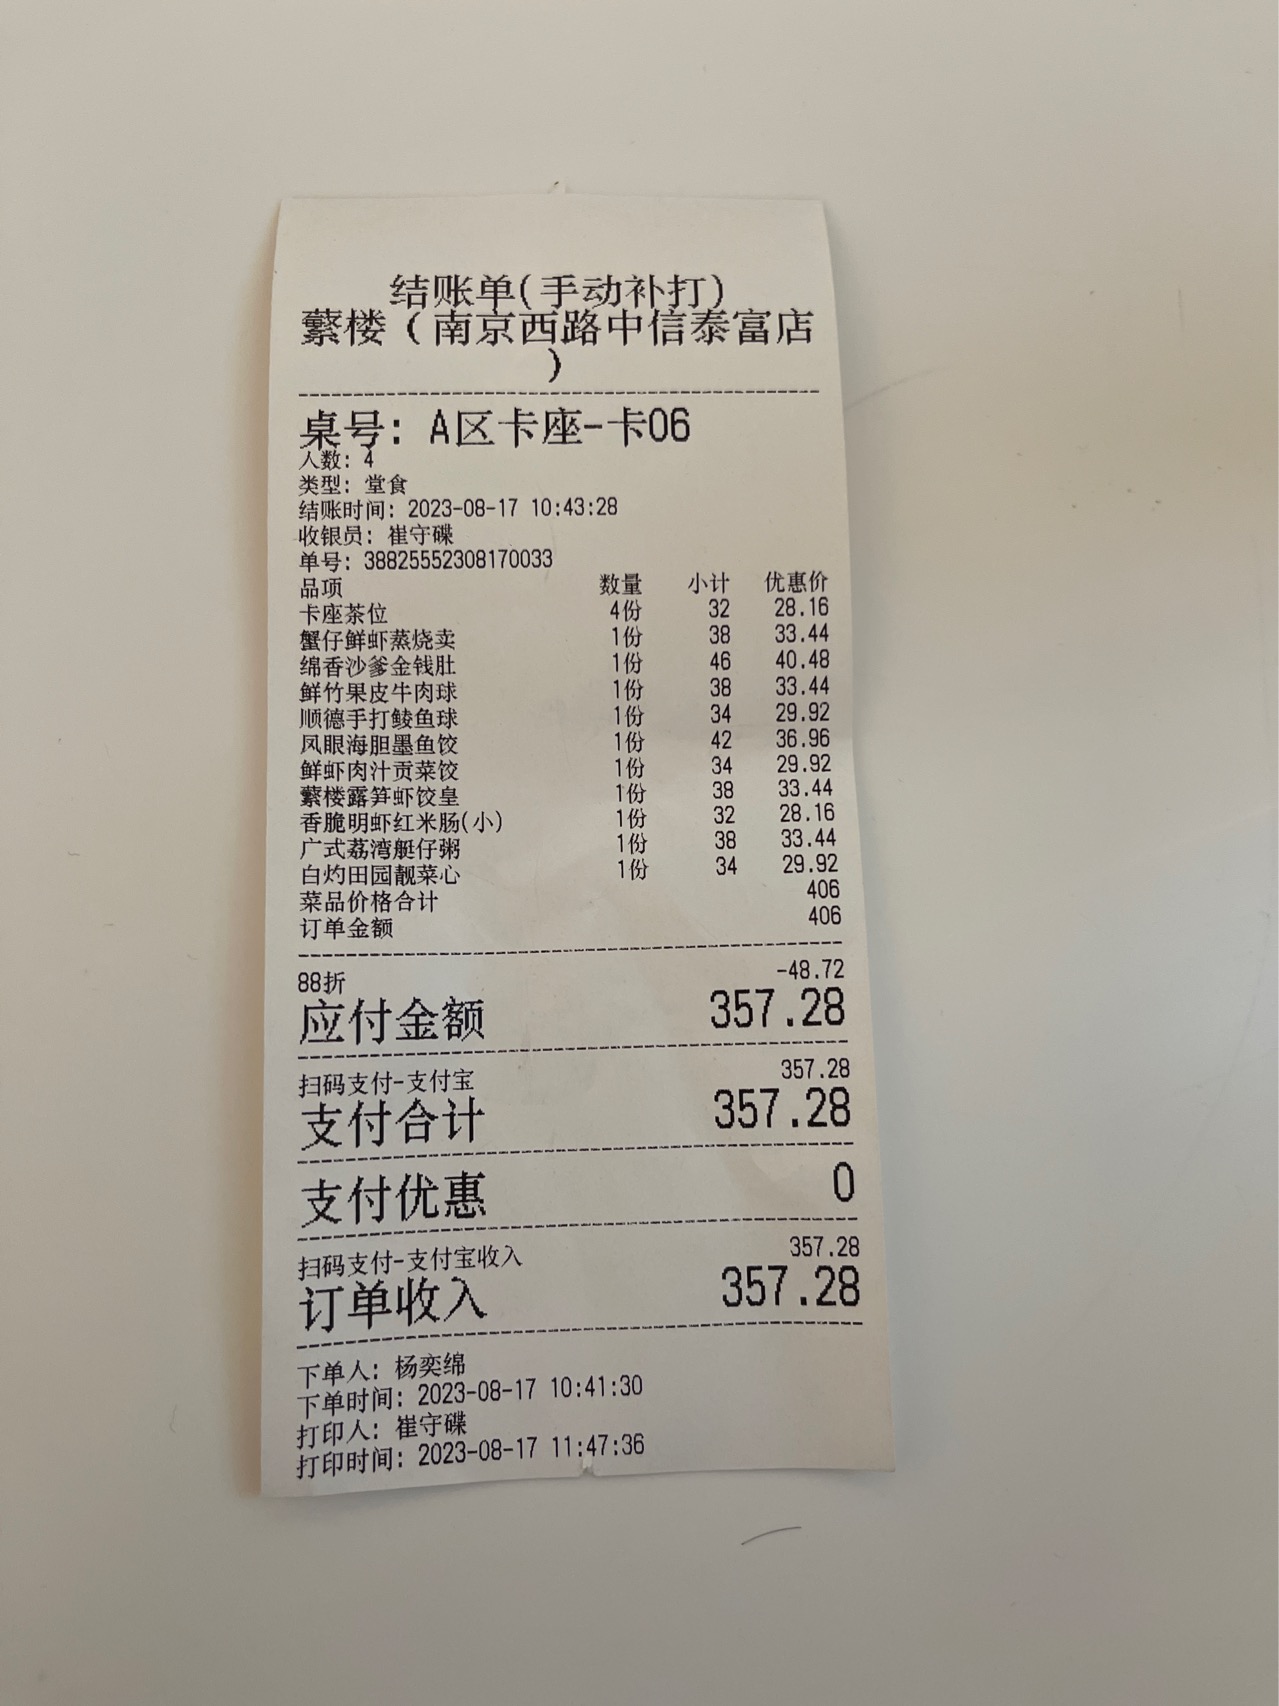 结账单(手动补打)
蘩楼（南京西路中信泰富店
）
桌号: A区卡座-卡06
人数: 4
类型: 堂食
结账时间: 2023-08-17 10:43:28
收银员: 崔守碟
单号: 38825552308170033
品项 数量 小计 优惠价
卡座茶位 4份 32 28.16
蟹仔鲜虾蒸烧卖 1份 38 33.44
绵香沙爹金钱肚 1份 46 40.48
鲜竹果皮牛肉球 1份 38 33.44
顺德手打鲮鱼球 1份 34 29.92
凤眼海胆墨鱼饺 1份 42 36.96
鲜虾肉汁贡菜饺 1份 34 29.92
蘩楼露笋虾饺皇 1份 38 33.44
香脆明虾红米肠(小) 1份 32 28.16
广式荔湾艇仔粥 1份 38 33.44
白灼田园靓菜心 1份 34 29.92
菜品价格合计 406
订单金额 406
88折 -48.72
应付金额 357.28
扫码支付-支付宝 357.28
支付合计 357.28
支付优惠 0
扫码支付-支付宝收入 357.28
订单收入 357.28
下单人: 杨奕绵
下单时间: 2023-08-17 10:41:30
打印人: 崔守碟
打印时间: 2023-08-17 11:47:36